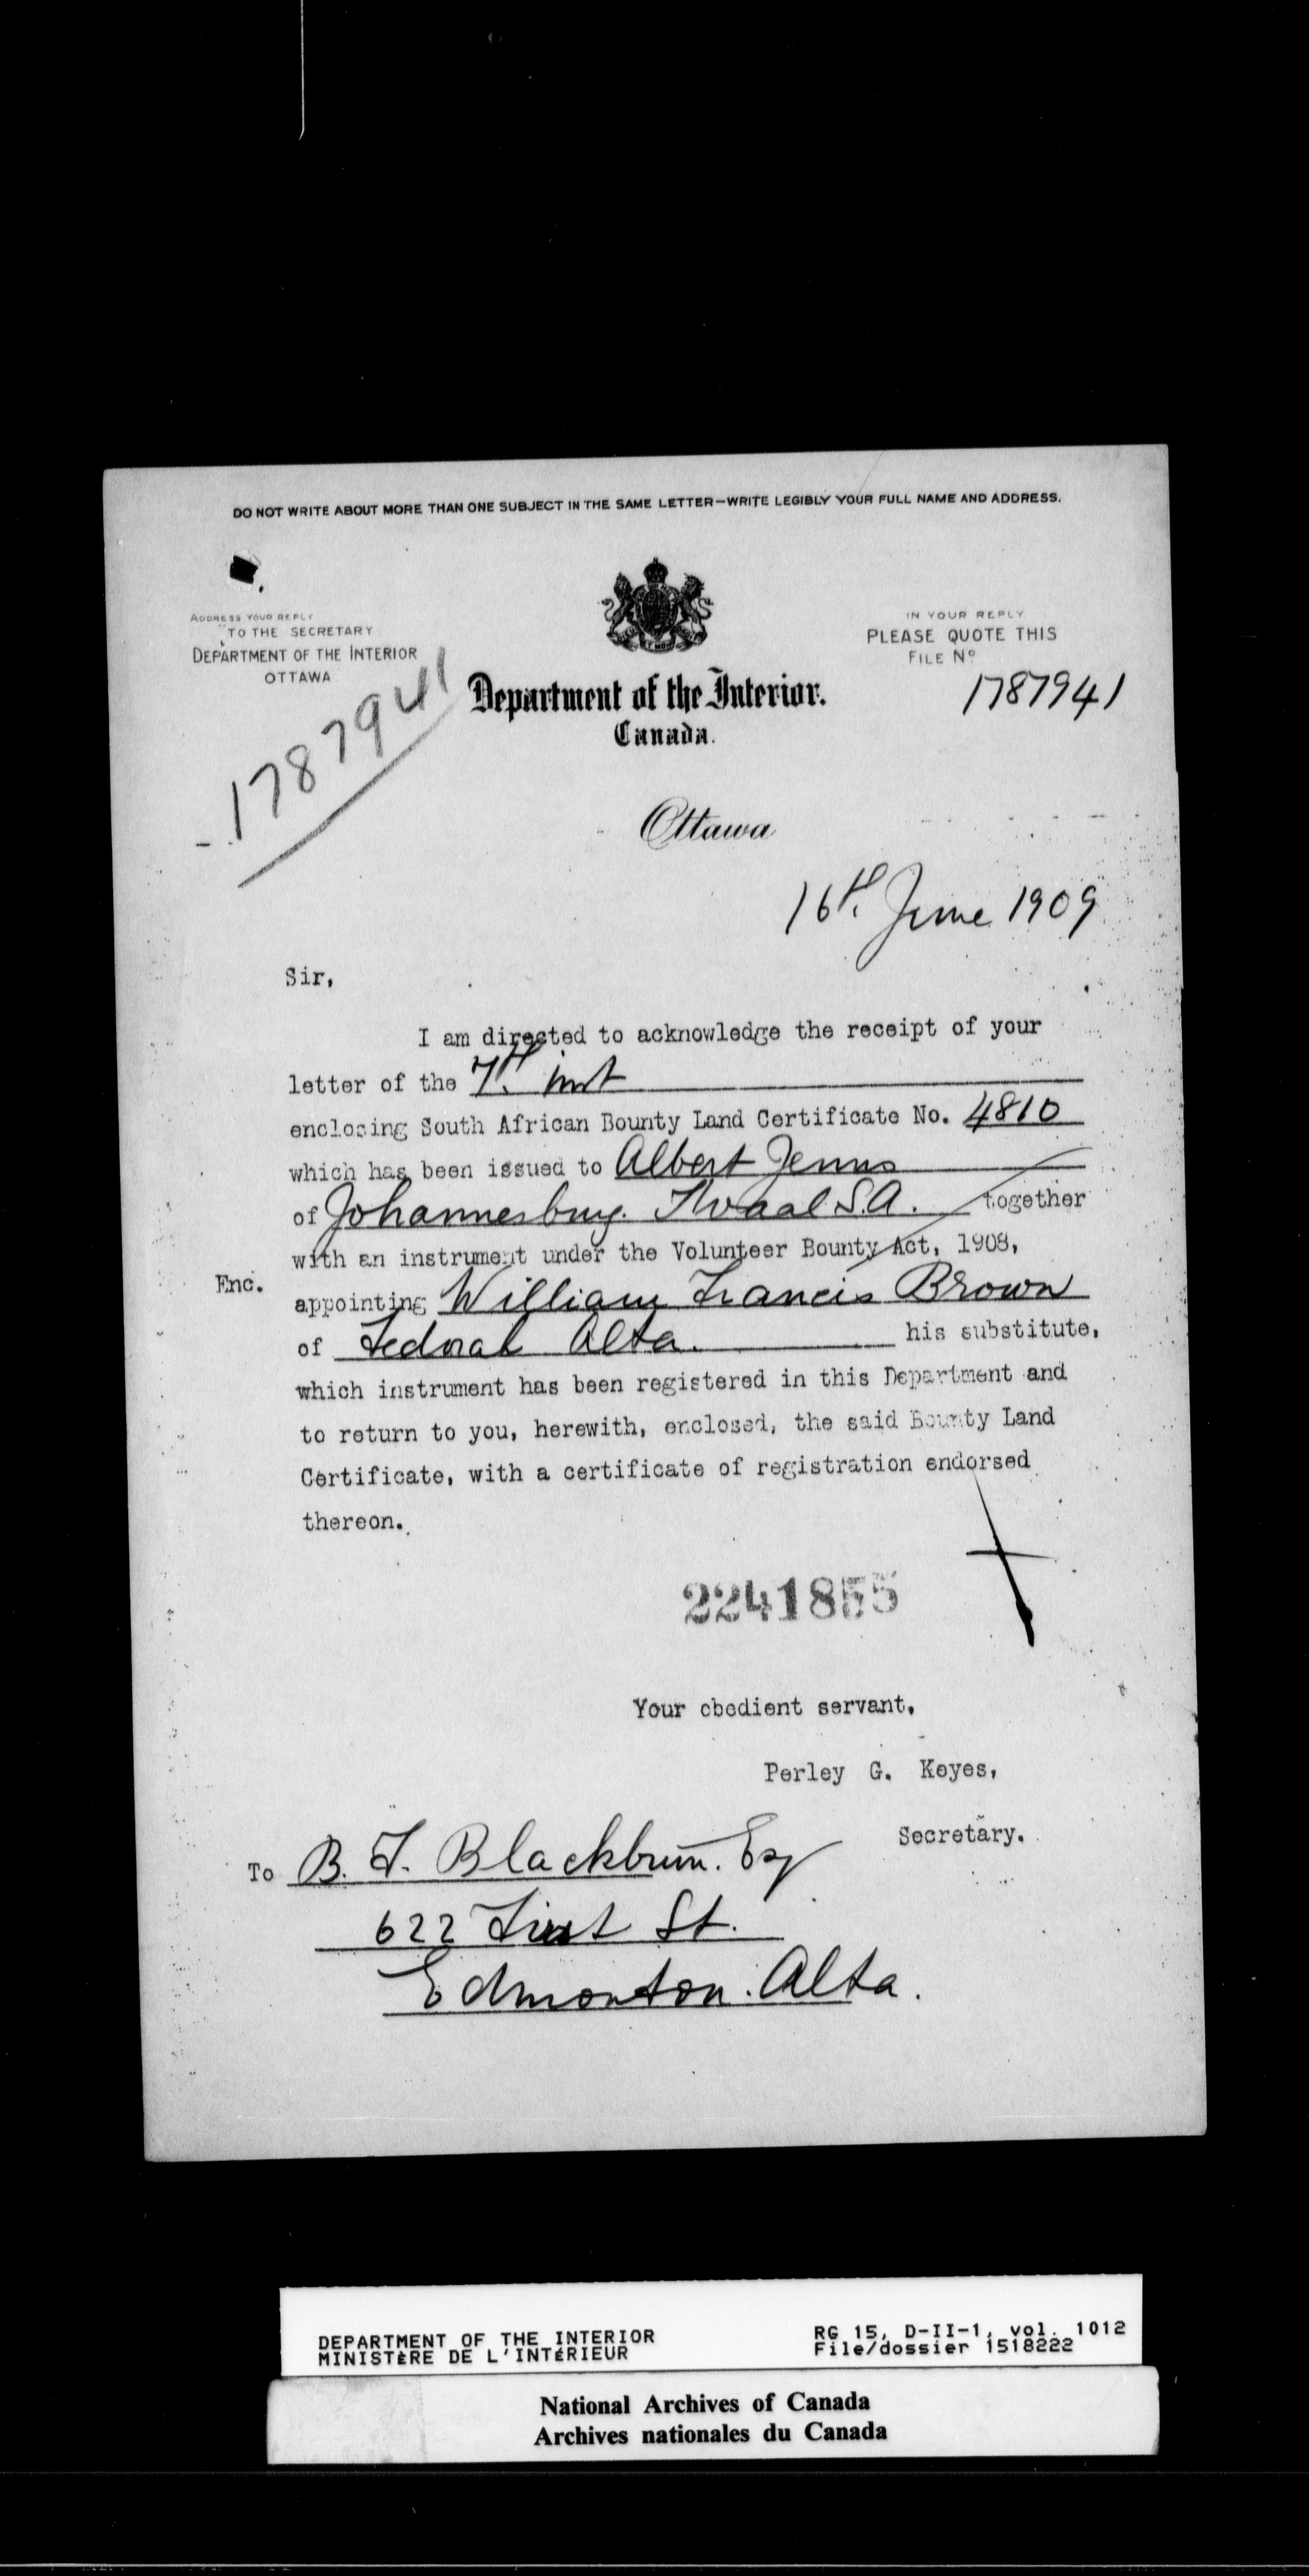 DO NOT WRITE ABOUT MORE THAN ONE SUBJECT IN THE SAME LETTER—WRITE LEGIBLY YOUR FULL NAME AND ADDRESS.
ADDRESS YOUR REPLY
TO THE SECRETARY
DEPARTMENT OF THE INTERIOR
OTTAWA
IN YOUR REPLY
PLEASE QUOTE THIS
FILE No
1787941
1787941
Department of the Interior.
Canada.
Ottawa
16th June 1909
Sir,
I am directed to acknowledge the receipt of your
letter of the 7th inst
enclosing South African Bounty Land Certificate No. 4810
which has been issued to Albert
of Johannesburg. Tvaal S.A. together
with an instrument under the Volunteer Bounty Act, 1908,
Enc.
appointing William Francis Brown
of Alta. his substitute,
which instrument has been registered in this Department and
to return to you, herewith, enclosed, the said Bounty Land
Certificate, with a certificate of registration endorsed
thereon.
2241855
Your obedient servant,
Perley G. Keyes,
Secretary.
To B. F. Blackburn. Esq
622 First St.
Edmonton. Alta.
DEPARTMENT OF THE INTERIOR
MINISTÈRE DE L'INTÉRIEUR
RG 15, D-II-1, vol. 1012
File/dossier 1518222
National Archives of Canada
Archives nationales du Canada